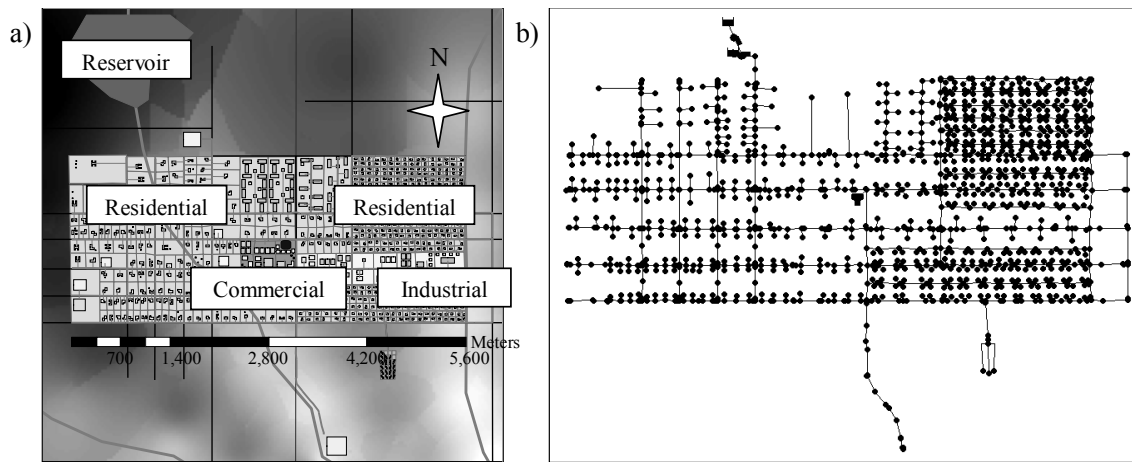 a)
Reservoir
N
Residential
Residential
Commercial
Industrial
Meters
700 1,400 2,800 4,200 5,600
b)